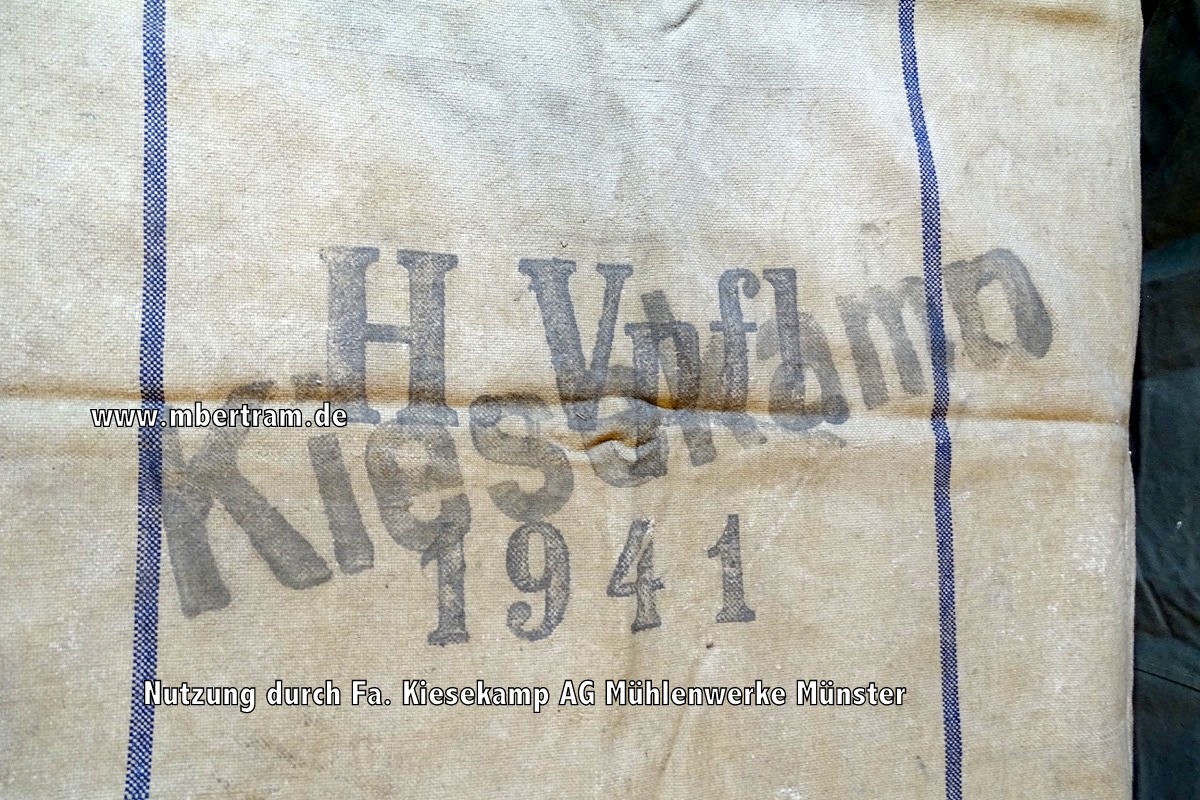 H Vpfl
Kiesekamp
www.mbertram.de
1941
Nutzung durch Fa. Kiesekamp AG Mühlenwerke Münster